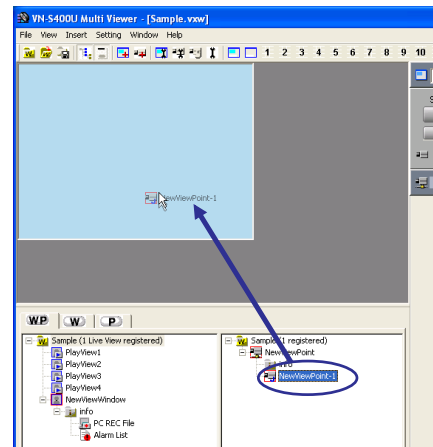 VN-S400U Multi Viewer - [Sample.vxw]
File View Insert Setting Window Help
1 2 3 4 5 6 7 8 9 10
S
NewViewPoint-1
WP W P
Sample (1 Live View registered)
PlayView1
PlayView2
PlayView3
PlayView4
NewViewWindow
info
PC REC File
Alarm List
Sample (1 registered)
NewViewPoint
info
NewViewPoint-1